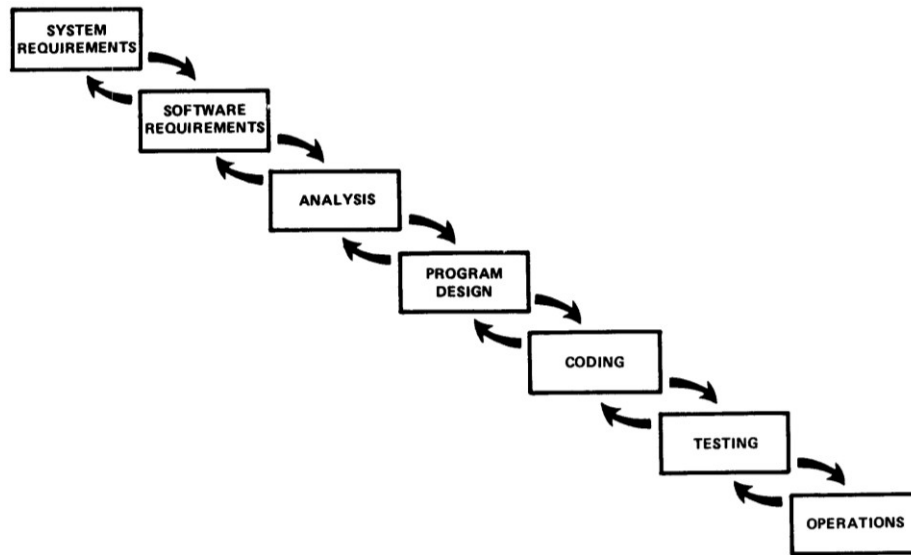 SYSTEM
REQUIREMENTS
SOFTWARE
REQUIREMENTS
ANALYSIS
PROGRAM
DESIGN
CODING
TESTING
OPERATIONS